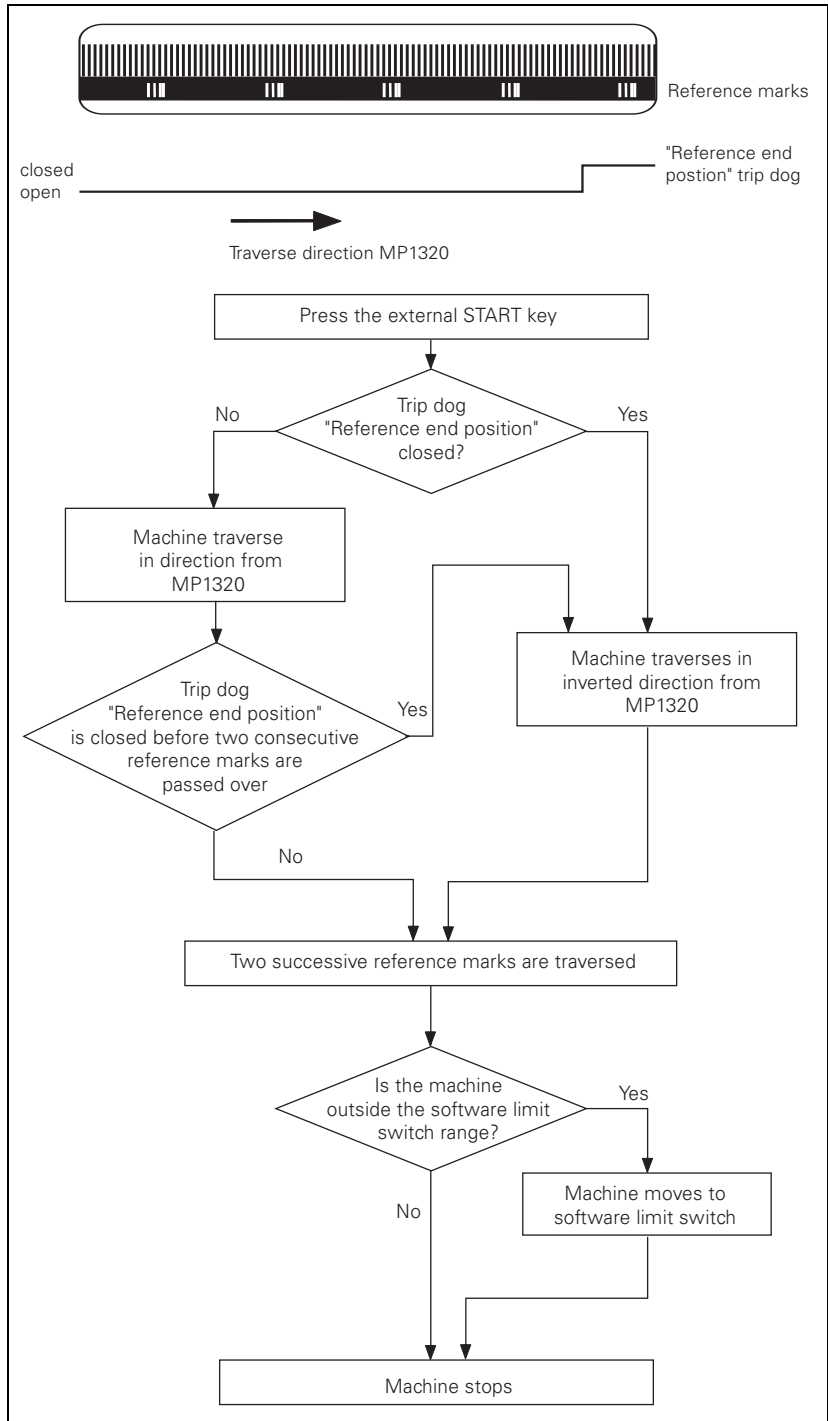 Reference marks
closed
open
"Reference end
postion" trip dog
Traverse direction MP1320
Press the external START key
Trip dog
"Reference end position"
closed?
No
Yes
Machine traverse
in direction from
MP1320
Machine traverses in
inverted direction from
MP1320
Trip dog
"Reference end position"
is closed before two consecutive
reference marks are
passed over
Yes
No
Two successive reference marks are traversed
Is the machine
outside the software limit
switch range?
Yes
No
Machine moves to
software limit switch
Machine stops